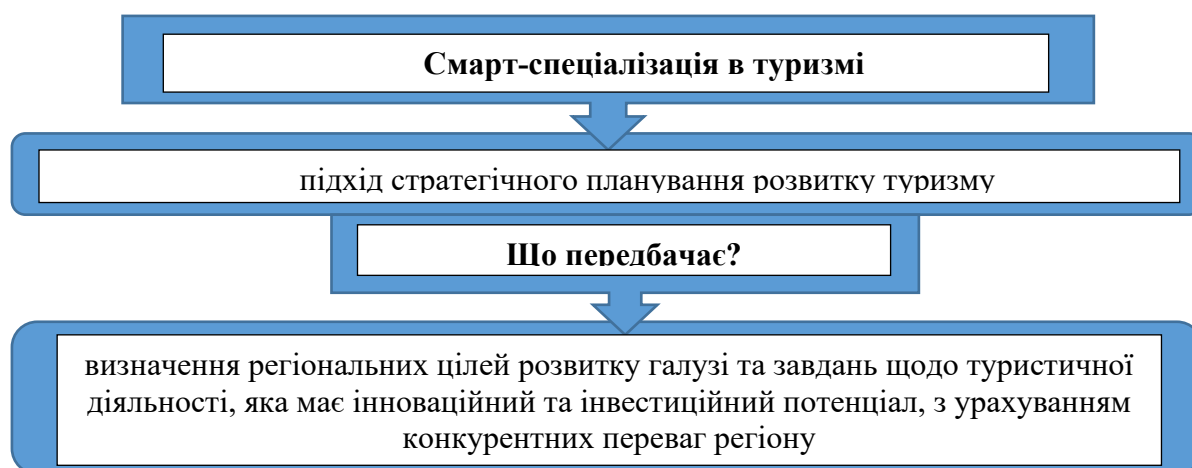 Смарт-спеціалізація в туризмі
підхід стратегічного планування розвитку туризму
Що передбачає?
визначення регіональних цілей розвитку галузі та завдань щодо туристичної
діяльності, яка має інноваційний та інвестиційний потенціал, з урахуванням
конкурентних переваг регіону